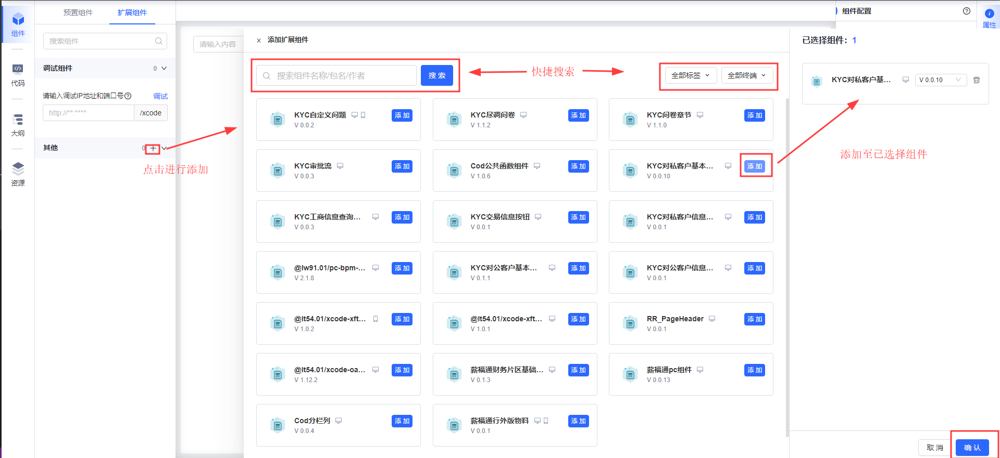 组件
代码
大纲
资源
预置组件
扩展组件
搜索组件
调试组件
0
请输入调试IP地址和端口号
调试
http://**:****
/xcode
其他
0
点击进行添加
请输入内容
添加扩展组件
搜索组件名称/包名/作者
搜 索
快捷搜索
全部标签
全部终端
KYC自定义问题
V 0.0.2
添 加
KYC尽调问卷
V 1.1.2
添 加
KYC问卷章节
V 1.1.0
添 加
KYC审批流
V 0.0.3
添 加
Cod公共函数组件
V 1.0.6
添 加
KYC对私客户基本...
V 0.0.10
添 加
KYC工商信息查询...
V 0.0.3
添 加
KYC交易信息按钮
V 0.0.1
添 加
KYC对私客户信息...
V 0.0.1
添 加
@lw91.01/pc-bpm-...
V 2.1.8
添 加
KYC对公客户基本...
V 0.1.1
添 加
KYC对公客户信息...
V 0.0.1
添 加
@lt54.01/xcode-xft...
V 1.0.2
添 加
@lt54.01/xcode-xft...
V 1.0.1
添 加
RR_PageHeader
V 0.0.1
添 加
@lt54.01/xcode-oa...
V 1.12.2
添 加
薪福通财务片区基础...
V 0.1.3
添 加
薪福通pc组件
V 0.0.13
添 加
Cod分栏列
V 0.0.4
添 加
薪福通行外版物料
V 0.0.1
添 加
组件配置
属性
已选择组件：1
KYC对私客户基...
V 0.0.10
添加至已选择组件
取 消
确 认